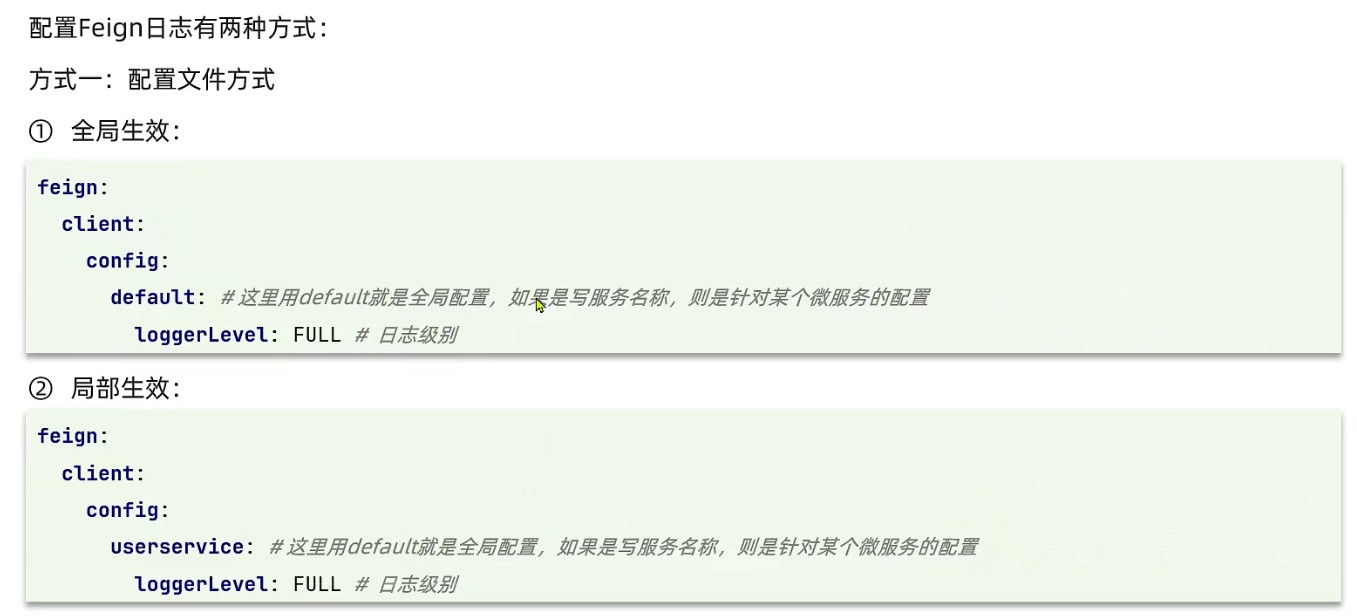 配置Feign日志有两种方式：
方式一：配置文件方式
① 全局生效：
feign:
  client:
    config:
      default: #这里用default就是全局配置，如果是写服务名称，则是针对某个微服务的配置
        loggerLevel: FULL # 日志级别
② 局部生效：
feign:
  client:
    config:
      userservice: #这里用default就是全局配置，如果是写服务名称，则是针对某个微服务的配置
        loggerLevel: FULL # 日志级别